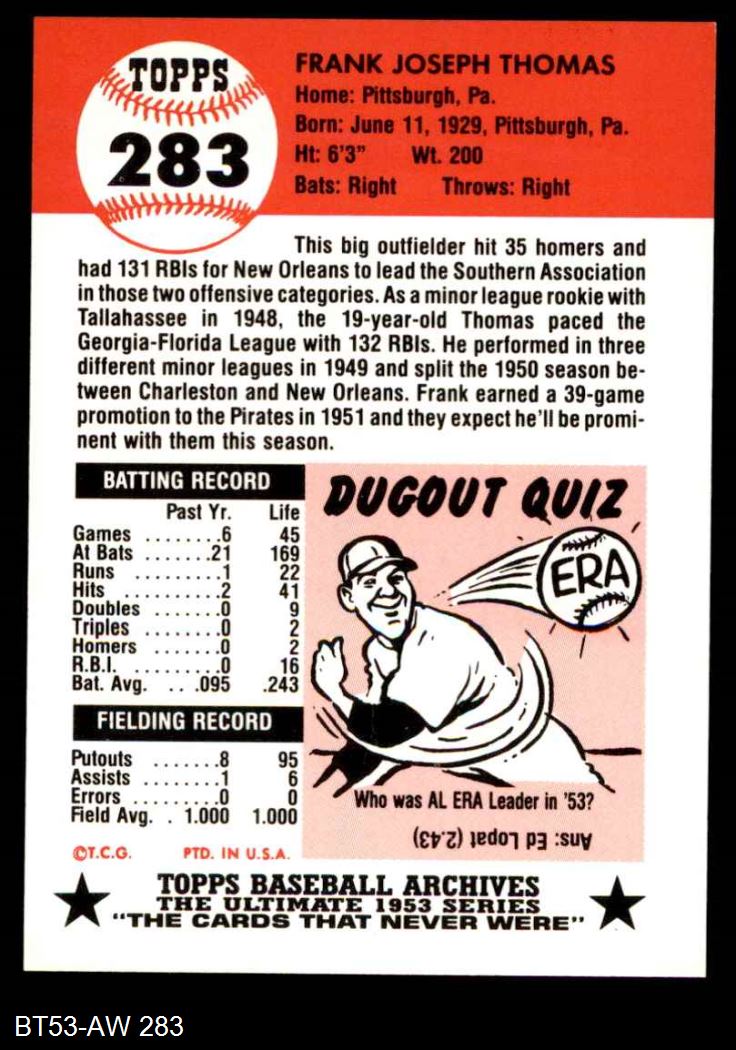 TOPPS
283
FRANK JOSEPH THOMAS
Home: Pittsburgh, Pa.
Born: June 11, 1929, Pittsburgh, Pa.
Ht: 6'3" Wt. 200
Bats: Right Throws: Right
This big outfielder hit 35 homers and
had 131 RBIs for New Orleans to lead the Southern Association
in those two offensive categories. As a minor league rookie with
Tallahassee in 1948, the 19-year-old Thomas paced the
Georgia-Florida League with 132 RBIs. He performed in three
different minor leagues in 1949 and split the 1950 season be-
tween Charleston and New Orleans. Frank earned a 39-game
promotion to the Pirates in 1951 and they expect he'll be promi-
nent with them this season.
BATTING RECORD
Past Yr. Life
Games ........6 45
At Bats ......21 169
Runs .........1 22
Hits ..........2 41
Doubles .......0 9
Triples ........0 2
Homers .......0 2
R.B.I. .........0 16
Bat. Avg. . . .095 .243
FIELDING RECORD
Putouts .......8 95
Assists ........1 6
Errors .........0 0
Field Avg. . 1.000 1.000
©T.C.G. PTD. IN U.S.A.
DUGOUT QUIZ
ERA
Who was AL ERA Leader in '53?
Ans: Ed Lopat (2.43)
TOPPS BASEBALL ARCHIVES
THE ULTIMATE 1953 SERIES
"THE CARDS THAT NEVER WERE"
BT53-AW 283